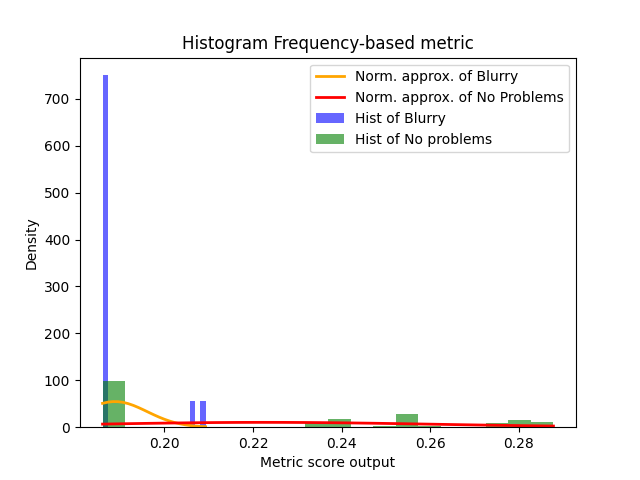 Histogram Frequency-based metric
Norm. approx. of Blurry
Norm. approx. of No Problems
Hist of Blurry
Hist of No problems
Density
700
600
500
400
300
200
100
0
0.20 0.22 0.24 0.26 0.28
Metric score output